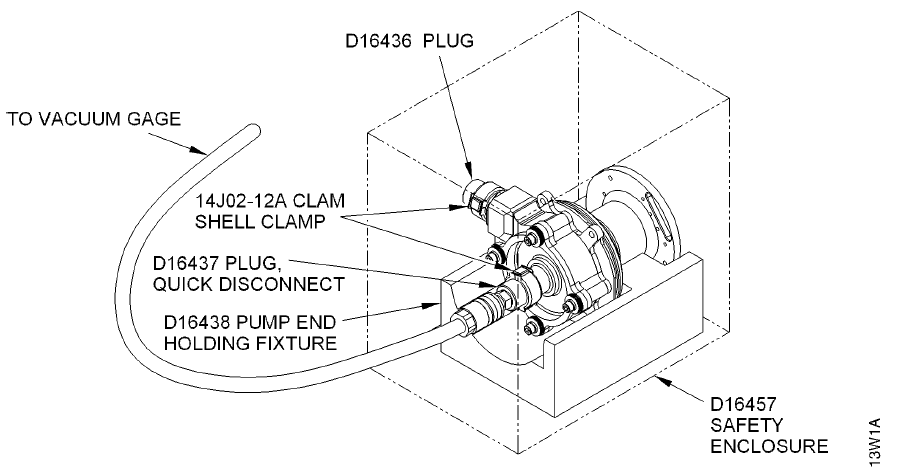 D16436 PLUG
TO VACUUM GAGE
14J02-12A CLAM
SHELL CLAMP
D16437 PLUG,
QUICK DISCONNECT
D16438 PUMP END
HOLDING FIXTURE
D16457
SAFETY
ENCLOSURE
13W1A